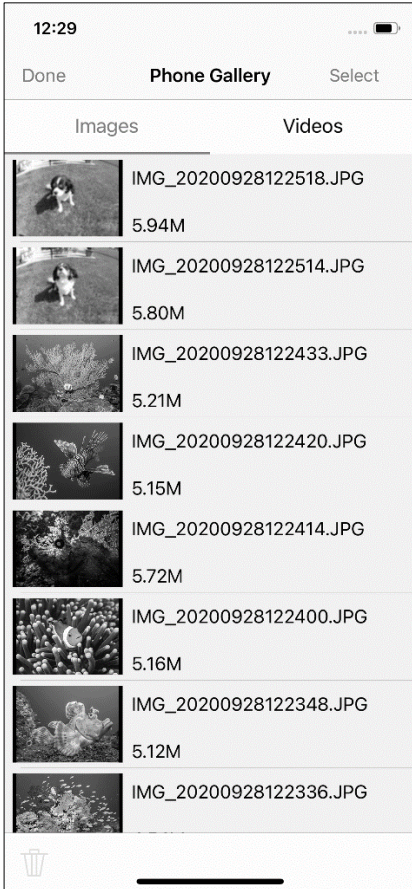 12:29
Done Phone Gallery Select
Images Videos
IMG_20200928122518.JPG
5.94M
IMG_20200928122514.JPG
5.80M
IMG_20200928122433.JPG
5.21M
IMG_20200928122420.JPG
5.15M
IMG_20200928122414.JPG
5.72M
IMG_20200928122400.JPG
5.16M
IMG_20200928122348.JPG
5.12M
IMG_20200928122336.JPG